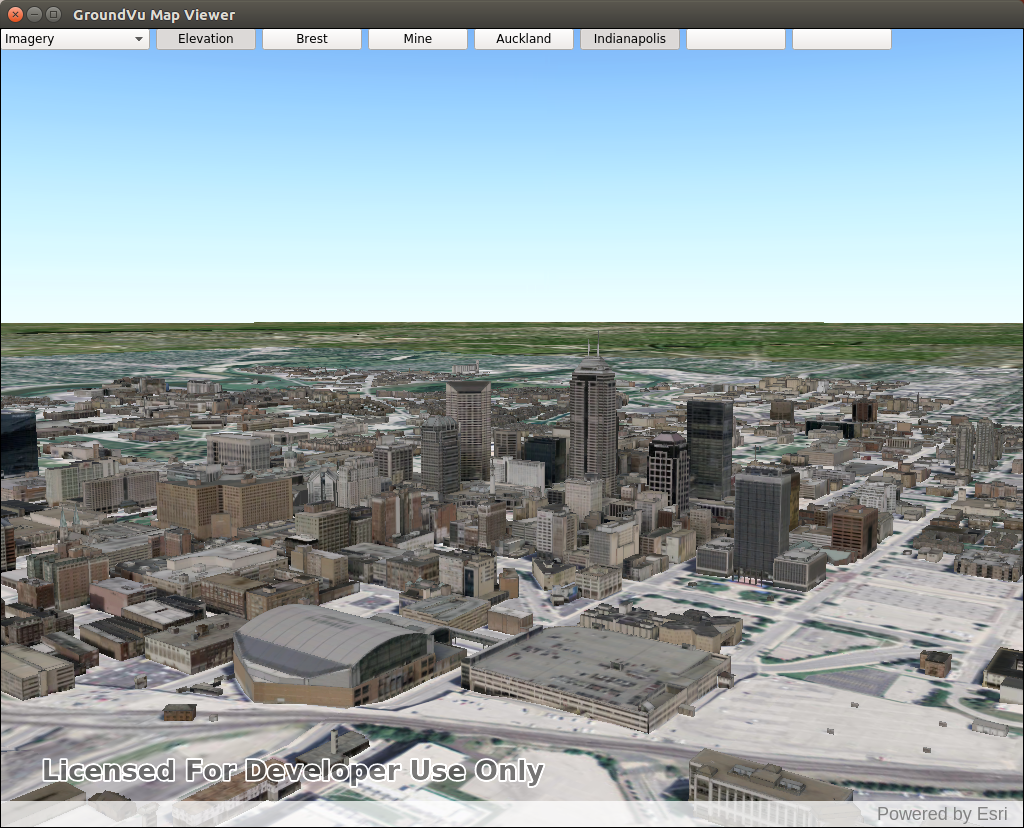 GroundVu Map Viewer
Imagery Elevation Brest Mine Auckland Indianapolis
Licensed For Developer Use Only
Powered by Esri